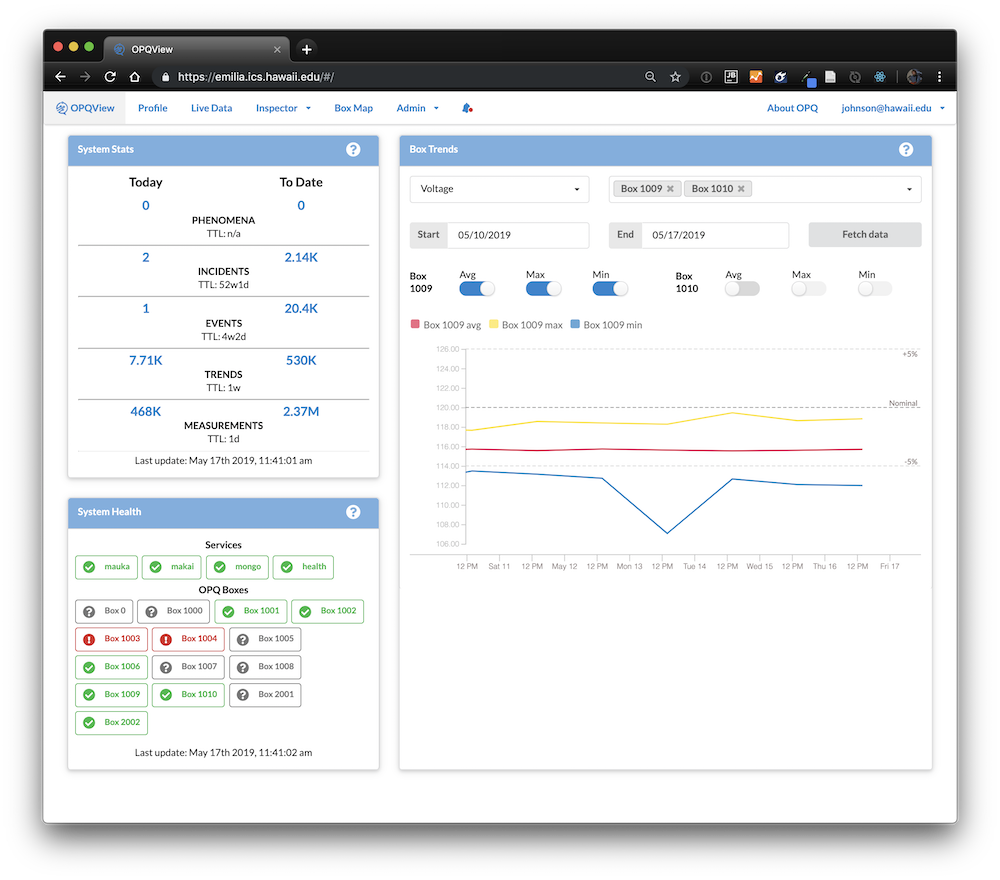 OPQView
https://emilia.ics.hawaii.edu/#/
JB
OPQView Profile Live Data Inspector Box Map Admin About OPQ johnson@hawaii.edu
System Stats
Today To Date
0 0
PHENOMENA
TTL: n/a
2 2.14K
INCIDENTS
TTL: 52w1d
1 20.4K
EVENTS
TTL: 4w2d
7.71K 530K
TRENDS
TTL: 1w
468K 2.37M
MEASUREMENTS
TTL: 1d
Last update: May 17th 2019, 11:41:01 am
System Health
Services
mauka makai mongo health
OPQ Boxes
Box 0 Box 1000 Box 1001 Box 1002
Box 1003 Box 1004 Box 1005
Box 1006 Box 1007 Box 1008
Box 1009 Box 1010 Box 2001
Box 2002
Last update: May 17th 2019, 11:41:02 am
Box Trends
Voltage Box 1009 Box 1010
Start 05/10/2019 End 05/17/2019 Fetch data
Box 1009 Avg Max Min Box 1010 Avg Max Min
Box 1009 avg Box 1009 max Box 1009 min
126.00
+5%
124.00
122.00
120.00
Nominal
118.00
116.00
114.00
-5%
112.00
110.00
108.00
106.00
12 PM Sat 11 12 PM May 12 12 PM Mon 13 12 PM Tue 14 12 PM Wed 15 12 PM Thu 16 12 PM Fri 17